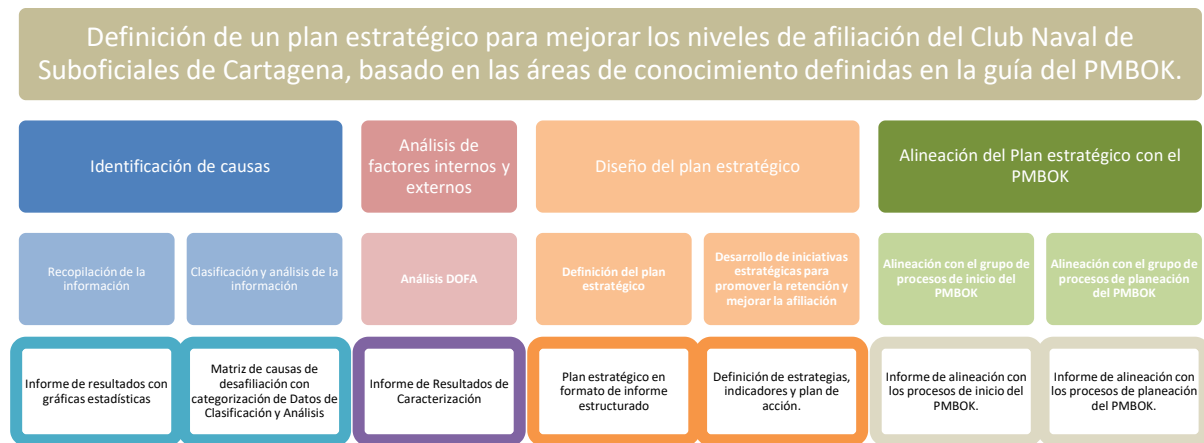 Definición de un plan estratégico para mejorar los niveles de afiliación del Club Naval de
Suboficiales de Cartagena, basado en las áreas de conocimiento definidas en la guía del PMBOK.
Identificación de causas
Análisis de
factores internos y
externos
Diseño del plan estratégico
Alineación del Plan estratégico con el
PMBOK
Recopilación de la
información
Clasificación y análisis de la
información
Análisis DOFA
Definición del plan
estratégico
Desarrollo de iniciativas
estratégicas para
promover la retención y
mejorar la afiliación
Alineación con el grupo de
procesos de inicio del
PMBOK
Alineación con el grupo de
procesos de planeación
del PMBOK
Informe de resultados con
gráficas estadísticas
Matriz de causas de
desafiliación con
categorización de Datos de
Clasificación y Análisis
Informe de Resultados de
Caracterización
Plan estratégico en
formato de informe
estructurado
Definición de estrategias,
indicadores y plan de
acción.
Informe de alineación con
los procesos de inicio del
PMBOK.
Informe de alineación con
los procesos de planeación
del PMBOK.